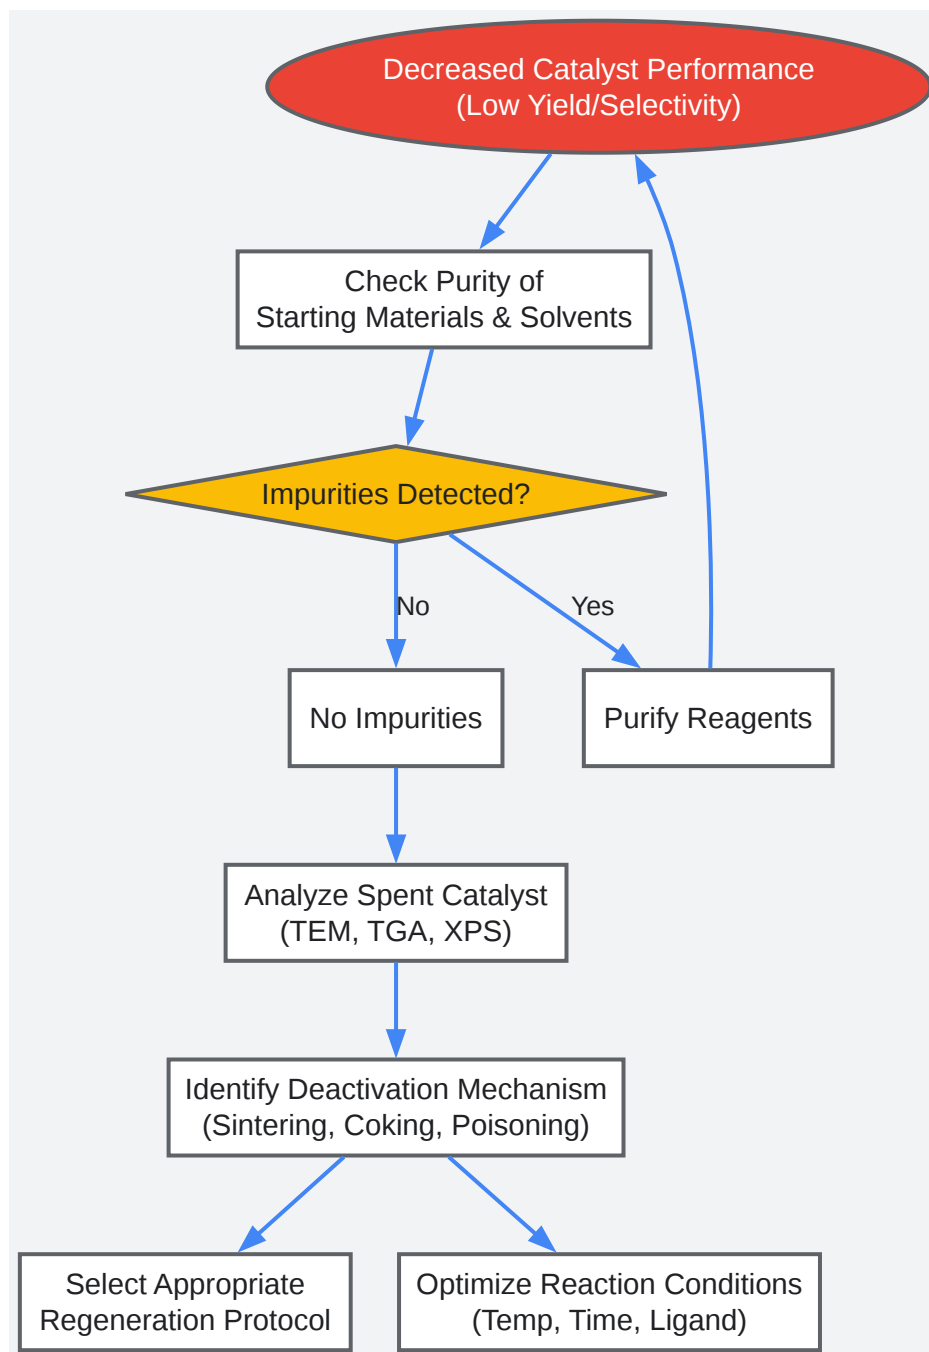 Decreased Catalyst Performance
(Low Yield/Selectivity)
Check Purity of
Starting Materials & Solvents
Impurities Detected?
No
Yes
No Impurities
Purify Reagents
Analyze Spent Catalyst
(TEM, TGA, XPS)
Identify Deactivation Mechanism
(Sintering, Coking, Poisoning)
Select Appropriate
Regeneration Protocol
Optimize Reaction Conditions
(Temp, Time, Ligand)